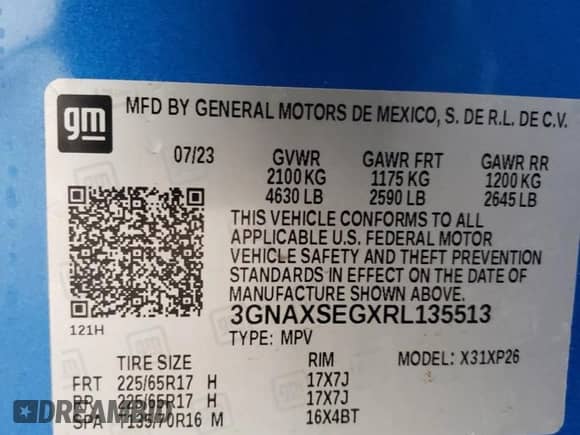 gm
MFD BY GENERAL MOTORS DE MEXICO, S. DE R.L. DE C.V.
07/23 GVWR GAWR FRT GAWR RR
2100 KG 1175 KG 1200 KG
4630 LB 2590 LB 2645 LB
THIS VEHICLE CONFORMS TO ALL
APPLICABLE U.S. FEDERAL MOTOR
VEHICLE SAFETY AND THEFT PREVENTION
STANDARDS IN EFFECT ON THE DATE OF
MANUFACTURE SHOWN ABOVE.
121H
3GNAXSEGXRL135513
TYPE: MPV
TIRE SIZE RIM MODEL: X31XP26
FRT 225/65R17 H 17X7J
RR 225/65R17 H 17X7J
SPA T135/70R16 M 16X4BT
DREAMBID